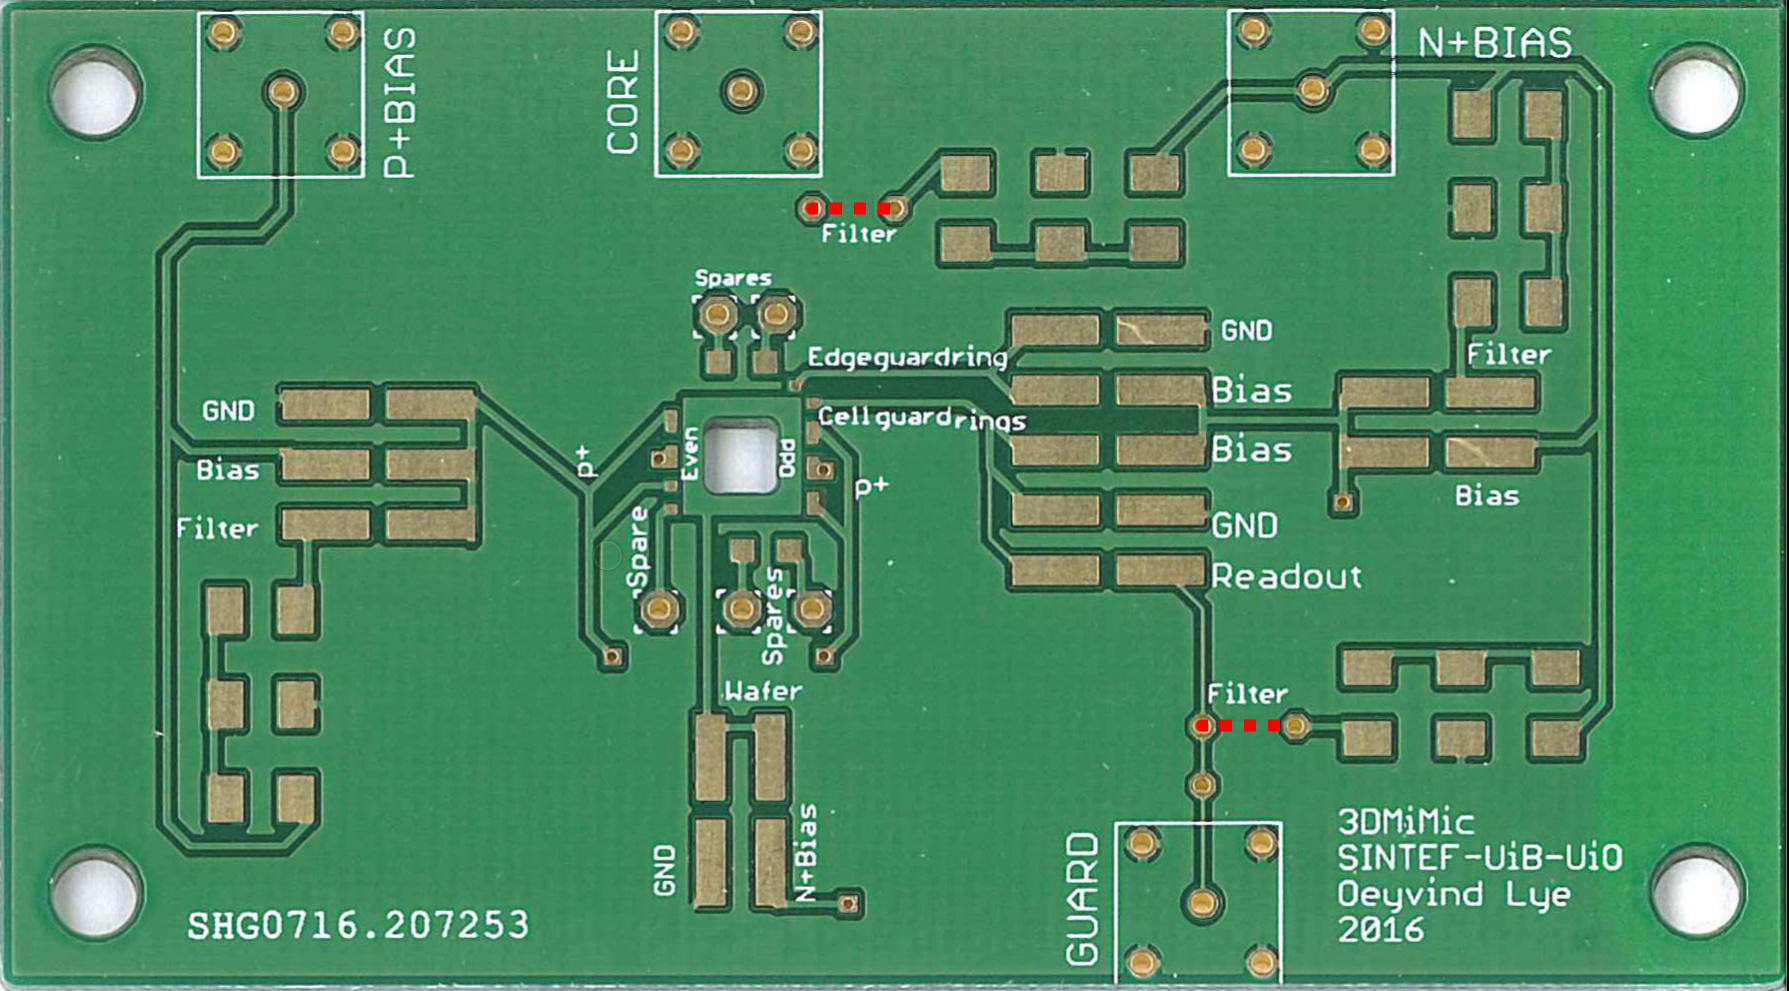 P+BIAS
CORE
N+BIAS
Filter
Spares
Edgeguardring
GND
Filter
Bias
GND
Cellguardrings
Bias
Even
Odd
p+
Bias
p+
Bias
Filter
Spare
GND
Readout
Spares
Wafer
Filter
GND
N+Bias
GUARD
3DMiMic
SINTEF-UiB-UiO
Oeyvind Lye
2016
SHG0716.207253